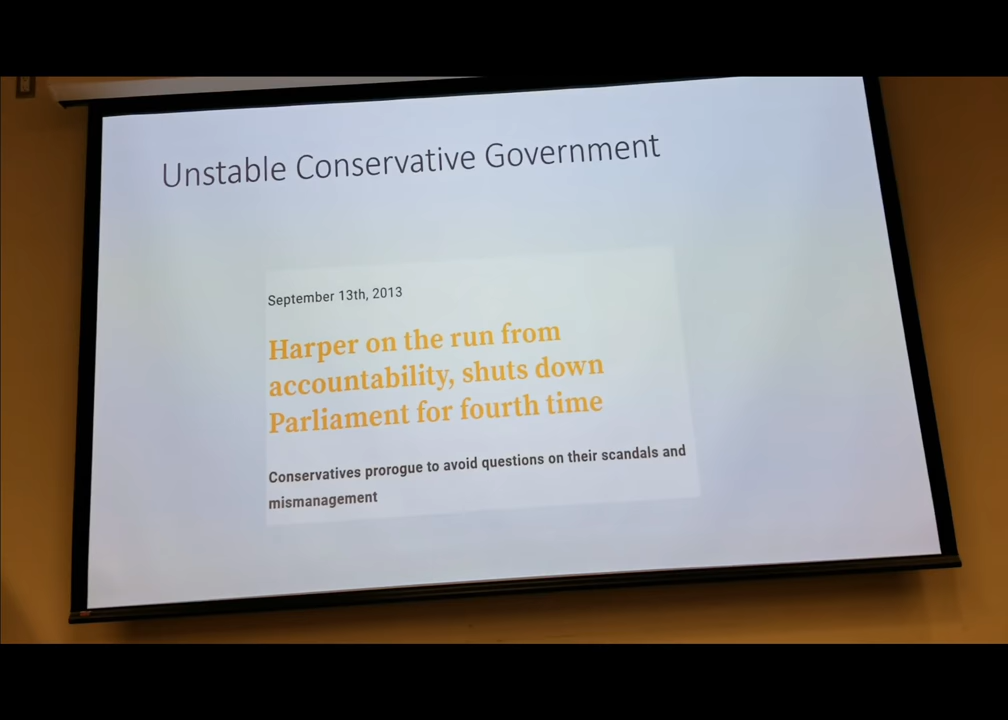 Unstable Conservative Government
September 13th, 2013
Harper on the run from
accountability, shuts down
Parliament for fourth time
Conservatives prorogue to avoid questions on their scandals and
mismanagement